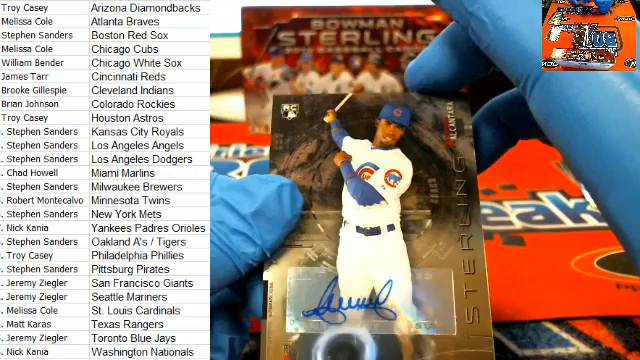 Troy Casey Arizona Diamondbacks
Melissa Cole Atlanta Braves
Stephen Sanders Boston Red Sox
Melissa Cole Chicago Cubs
William Bender Chicago White Sox
James Tarr Cincinnati Reds
Brooke Gillespie Cleveland Indians
Brian Johnson Colorado Rockies
Troy Casey Houston Astros
Stephen Sanders Kansas City Royals
Stephen Sanders Los Angeles Angels
Stephen Sanders Los Angeles Dodgers
Chad Howell Miami Marlins
Stephen Sanders Milwaukee Brewers
Robert Montecalvo Minnesota Twins
Stephen Sanders New York Mets
Nick Kania Yankees Padres Orioles
Stephen Sanders Oakland A's / Tigers
Troy Casey Philadelphia Phillies
Stephen Sanders Pittsburg Pirates
Jeremy Ziegler San Francisco Giants
Jeremy Ziegler Seattle Mariners
Melissa Cole St. Louis Cardinals
Matt Karas Texas Rangers
Jeremy Ziegler Toronto Blue Jays
Nick Kania Washington Nationals
BOWMAN
STERLING
RC
ALCANTARA
STERLING